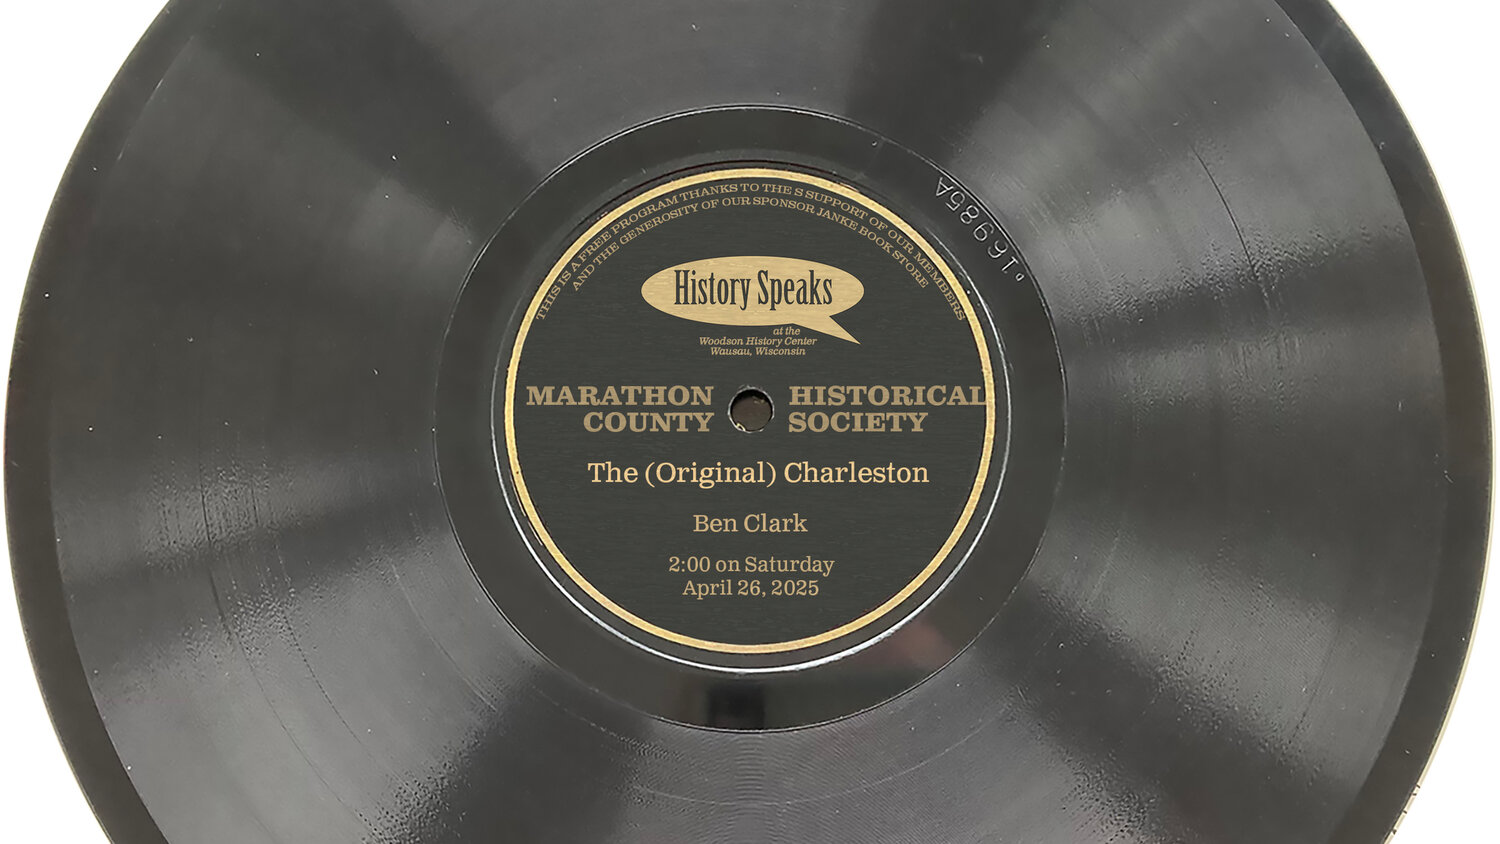 THIS IS A FREE PROGRAM THANKS TO THE S SUPPORT OF OUR MEMBERS
AND THE GENEROSITY OF OUR SPONSOR JANKE BOOK STORE
History Speaks
at the
Woodson History Center
Wausau, Wisconsin
MARATHON HISTORICAL
COUNTY SOCIETY
The (Original) Charleston
Ben Clark
2:00 on Saturday
April 26, 2025
16985A